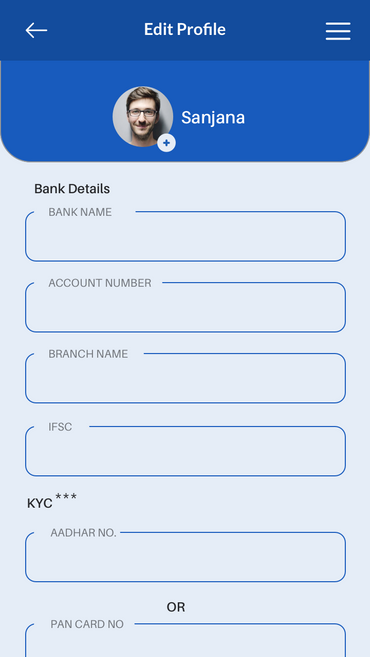 Edit Profile
Sanjana
Bank Details
BANK NAME
ACCOUNT NUMBER
BRANCH NAME
IFSC
KYC***
AADHAR NO.
OR
PAN CARD NO